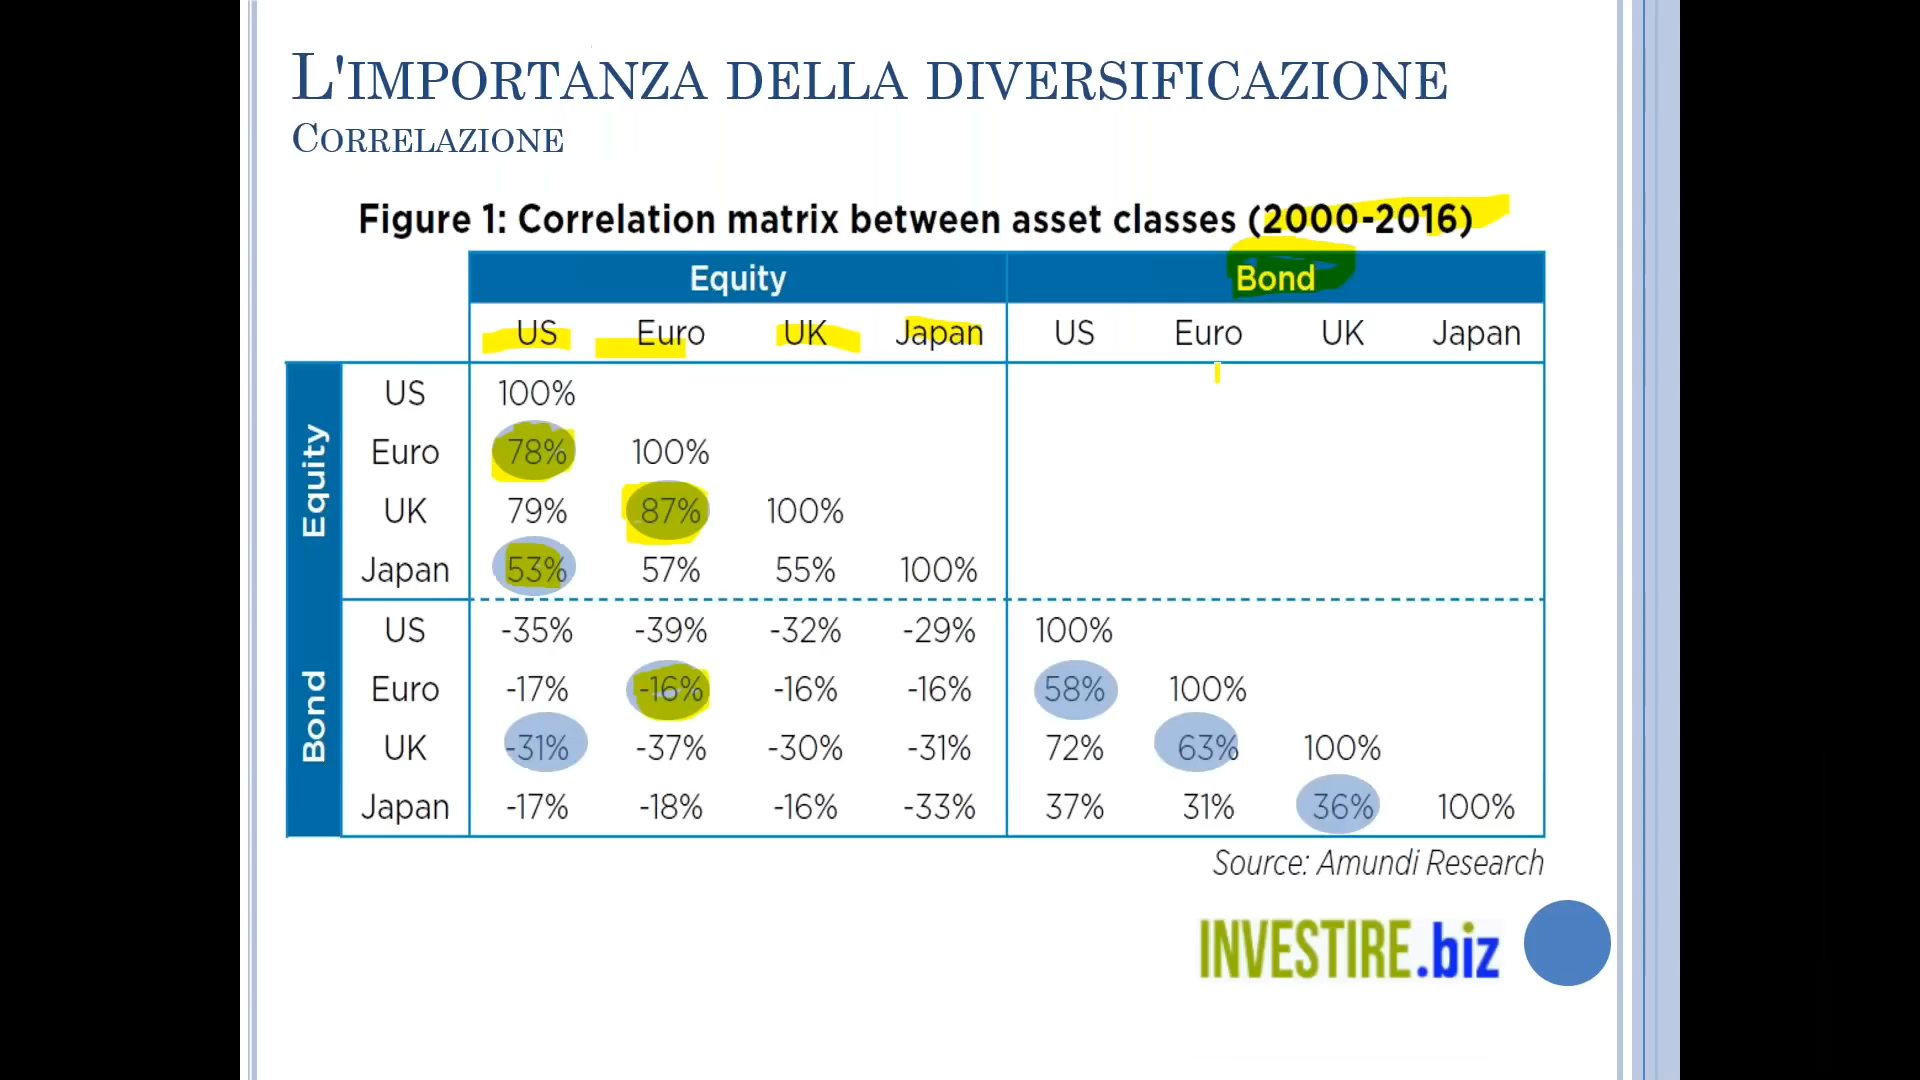 L'IMPORTANZA DELLA DIVERSIFICAZIONE
CORRELAZIONE
Figure 1: Correlation matrix between asset classes (2000-2016)
Equity Bond
US Euro UK Japan US Euro UK Japan
Equity
US 100%
Euro 78% 100%
UK 79% 87% 100%
Japan 53% 57% 55% 100%
Bond
US -35% -39% -32% -29% 100%
Euro -17% -16% -16% -16% 58% 100%
UK -31% -37% -30% -31% 72% 63% 100%
Japan -17% -18% -16% -33% 37% 31% 36% 100%
Source: Amundi Research
INVESTIRE.biz